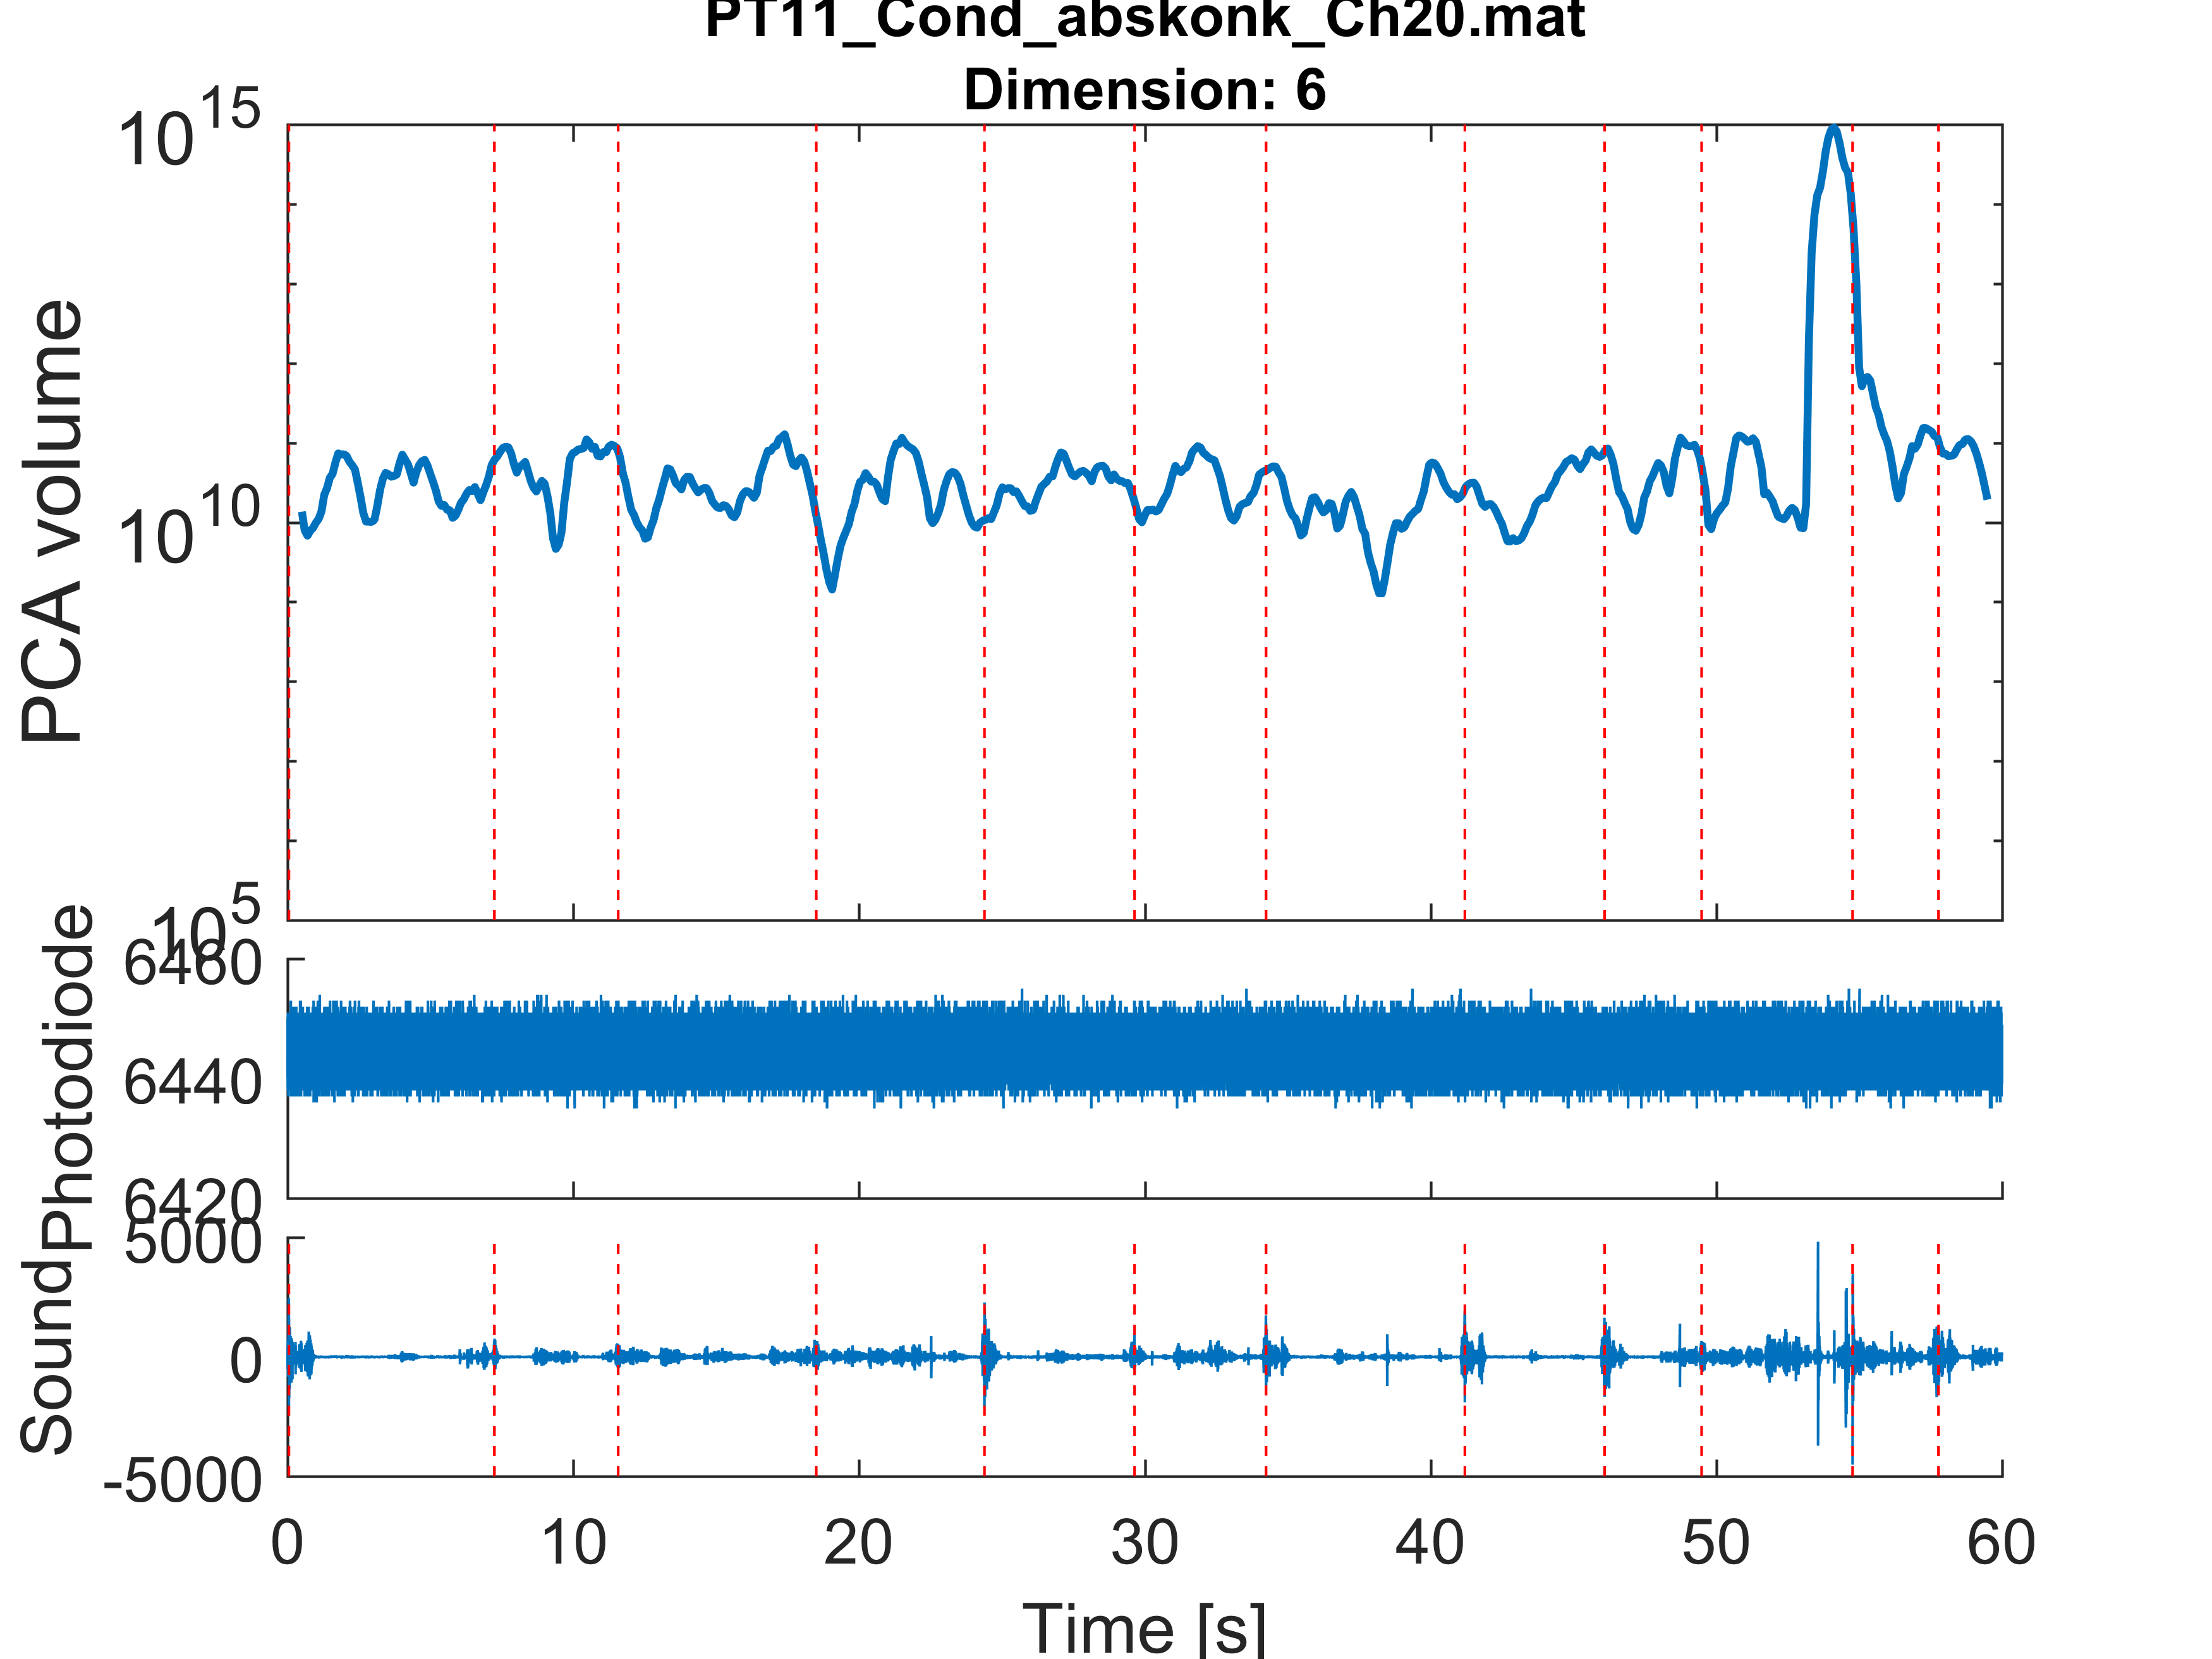 PT11_Cond_abskonk_Ch20.mat
Dimension: 6
10^15
10^10
10^5
PCA volume
6460
6440
6420
Photodiode
5000
0
-5000
Sound
0 10 20 30 40 50 60
Time [s]